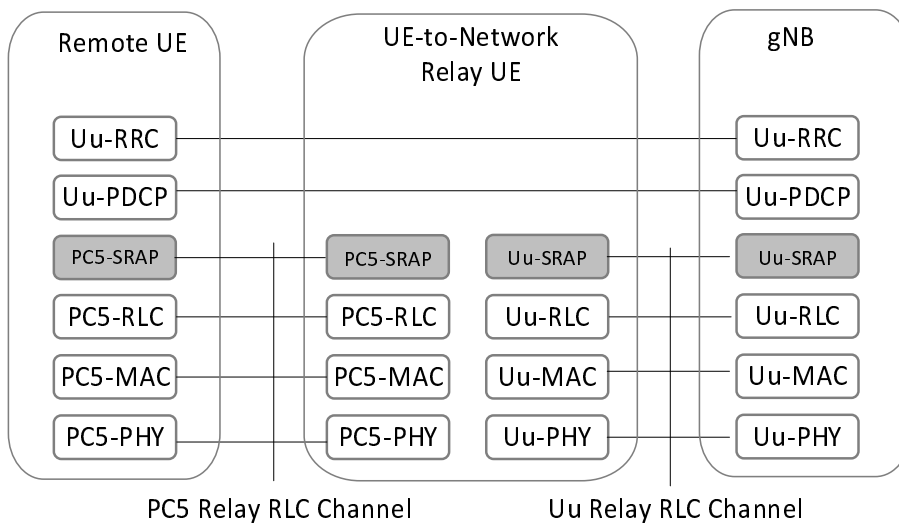 Remote UE
UE-to-Network
Relay UE
gNB
Uu-RRC
Uu-RRC
Uu-PDCP
Uu-PDCP
PC5-SRAP
PC5-SRAP
Uu-SRAP
Uu-SRAP
PC5-RLC
PC5-RLC
Uu-RLC
Uu-RLC
PC5-MAC
PC5-MAC
Uu-MAC
Uu-MAC
PC5-PHY
PC5-PHY
Uu-PHY
Uu-PHY
PC5 Relay RLC Channel
Uu Relay RLC Channel